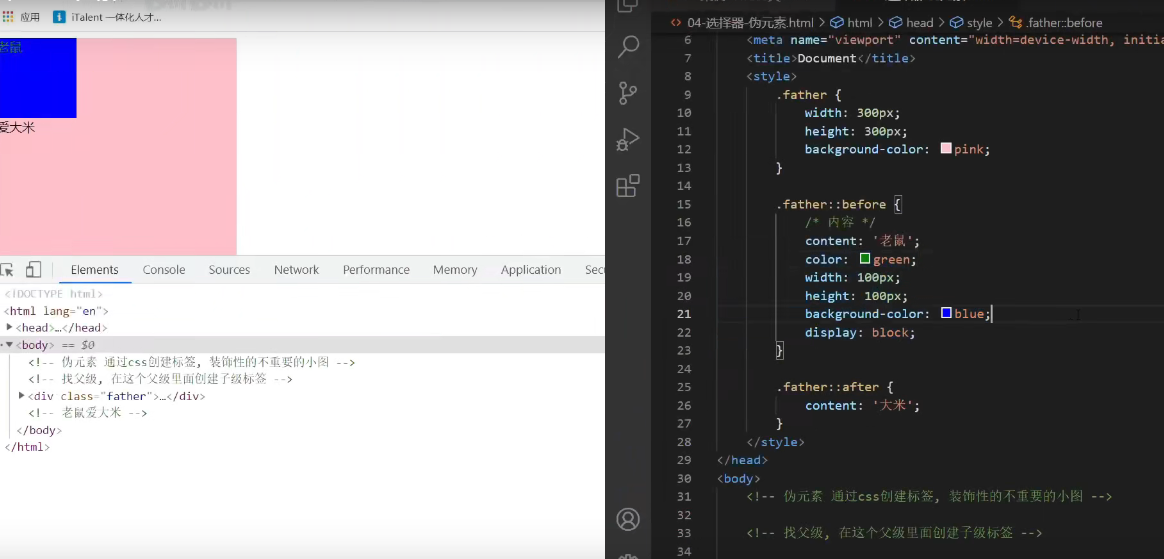 应用 iTalent 一体化人才...
老鼠
爱大米
Elements Console Sources Network Performance Memory Application Secu
<!DOCTYPE html>
<html lang="en">
<head>…</head>
<body> == $0
<!-- 伪元素 通过css创建标签, 装饰性的不重要的小图 -->
<!-- 找父级, 在这个父级里面创建子级标签 -->
<div class="father">…</div>
<!-- 老鼠爱大米 -->
</body>
</html>
04-选择器-伪元素.html > html > head > style > .father::before
6 <meta name="viewport" content="width=device-width, initia
7 <title>Document</title>
8 <style>
9 .father {
10 width: 300px;
11 height: 300px;
12 background-color: pink;
13 }
14
15 .father::before {
16 /* 内容 */
17 content: '老鼠';
18 color: green;
19 width: 100px;
20 height: 100px;
21 background-color: blue;
22 display: block;
23 }
24
25 .father::after {
26 content: '大米';
27 }
28 </style>
29 </head>
30 <body>
31 <!-- 伪元素 通过css创建标签, 装饰性的不重要的小图 -->
32
33 <!-- 找父级, 在这个父级里面创建子级标签 -->
34